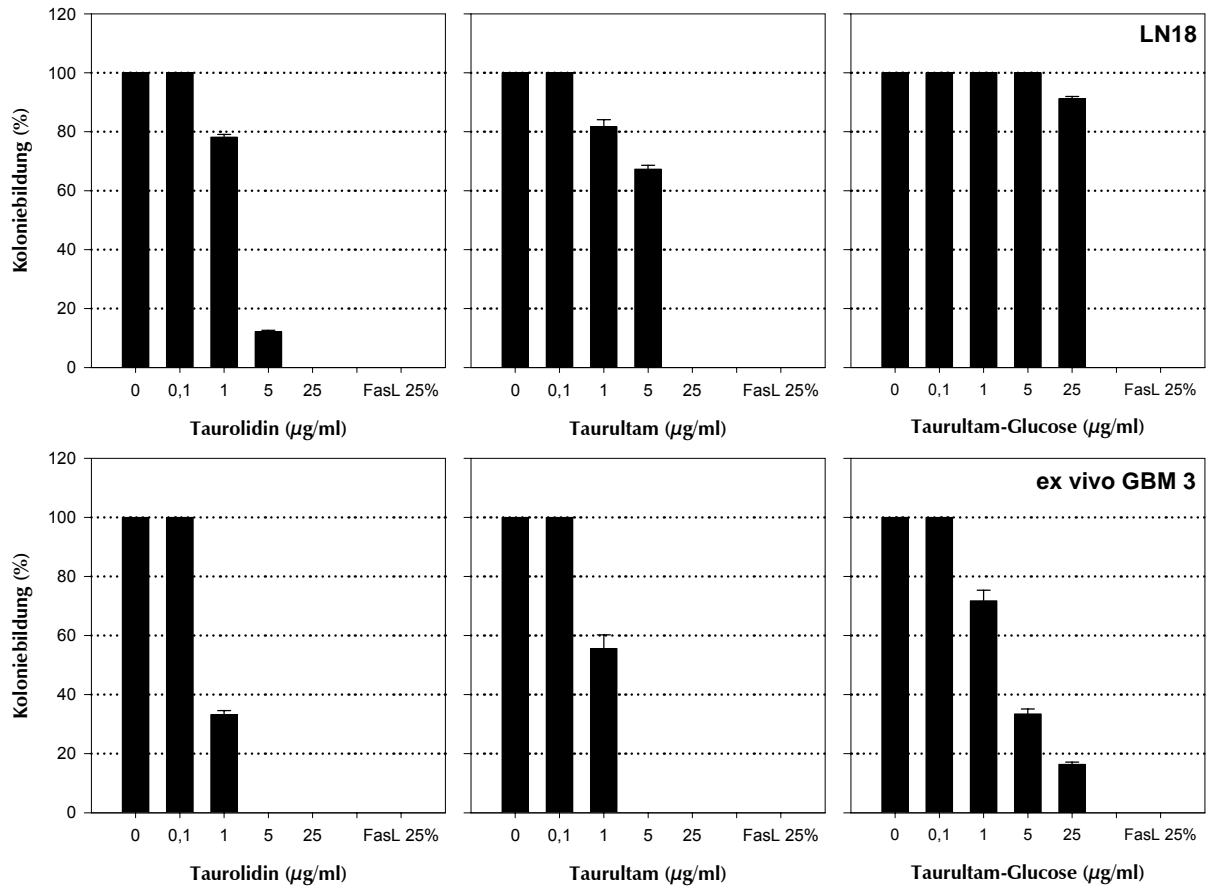 120
100
80
60
40
20
0
Koloniebildung (%)
0 0,1 1 5 25 FasL 25%
Taurolidin (µg/ml)
0 0,1 1 5 25 FasL 25%
Taurultam (µg/ml)
LN18
0 0,1 1 5 25 FasL 25%
Taurultam-Glucose (µg/ml)
120
100
80
60
40
20
0
Koloniebildung (%)
0 0,1 1 5 25 FasL 25%
Taurolidin (µg/ml)
0 0,1 1 5 25 FasL 25%
Taurultam (µg/ml)
ex vivo GBM 3
0 0,1 1 5 25 FasL 25%
Taurultam-Glucose (µg/ml)